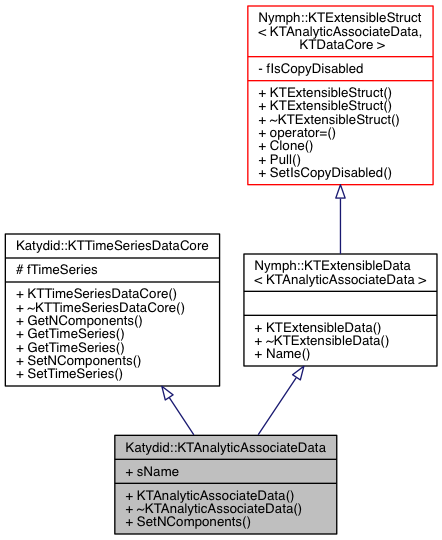 Nymph::KTExtensibleStruct
< KTAnalyticAssociateData,
KTDataCore >
- fIsCopyDisabled
+ KTExtensibleStruct()
+ KTExtensibleStruct()
+ ~KTExtensibleStruct()
+ operator=()
+ Clone()
+ Pull()
+ SetIsCopyDisabled()
Katydid::KTTimeSeriesDataCore
# fTimeSeries
+ KTTimeSeriesDataCore()
+ ~KTTimeSeriesDataCore()
+ GetNComponents()
+ GetTimeSeries()
+ GetTimeSeries()
+ SetNComponents()
+ SetTimeSeries()
Nymph::KTExtensibleData
< KTAnalyticAssociateData >
+ KTExtensibleData()
+ ~KTExtensibleData()
+ Name()
Katydid::KTAnalyticAssociateData
+ sName
+ KTAnalyticAssociateData()
+ ~KTAnalyticAssociateData()
+ SetNComponents()